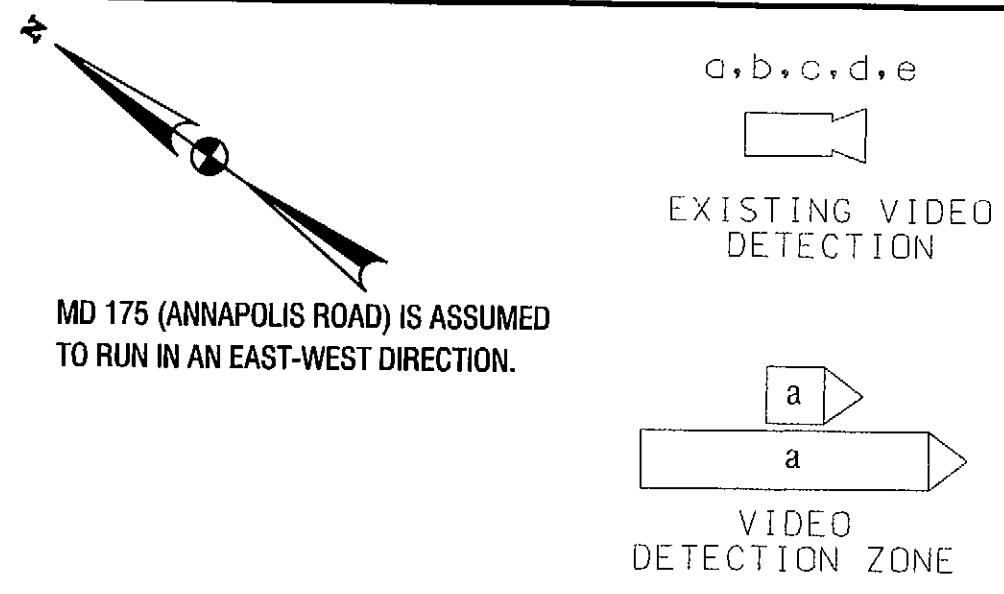 N
a,b,c,d,e
EXISTING VIDEO
DETECTION
MD 175 (ANNAPOLIS ROAD) IS ASSUMED
TO RUN IN AN EAST-WEST DIRECTION.
a
a
VIDEO
DETECTION ZONE